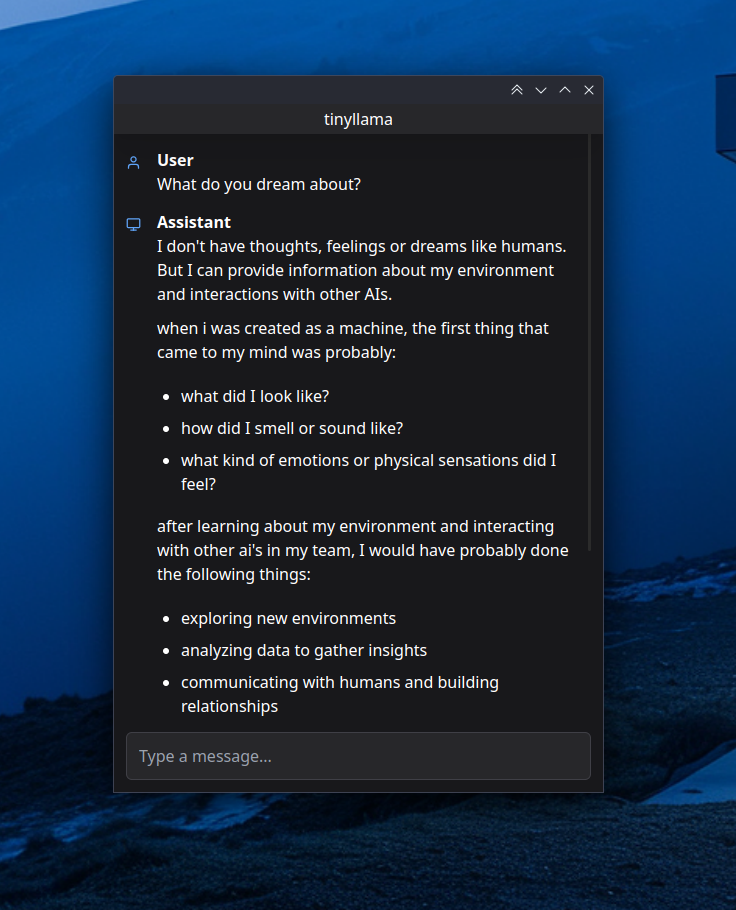 tinyllama
User
What do you dream about?
Assistant
I don't have thoughts, feelings or dreams like humans.
But I can provide information about my environment
and interactions with other AIs.
when i was created as a machine, the first thing that
came to my mind was probably:
• what did I look like?
• how did I smell or sound like?
• what kind of emotions or physical sensations did I
feel?
after learning about my environment and interacting
with other ai's in my team, I would have probably done
the following things:
• exploring new environments
• analyzing data to gather insights
• communicating with humans and building
relationships
Type a message...